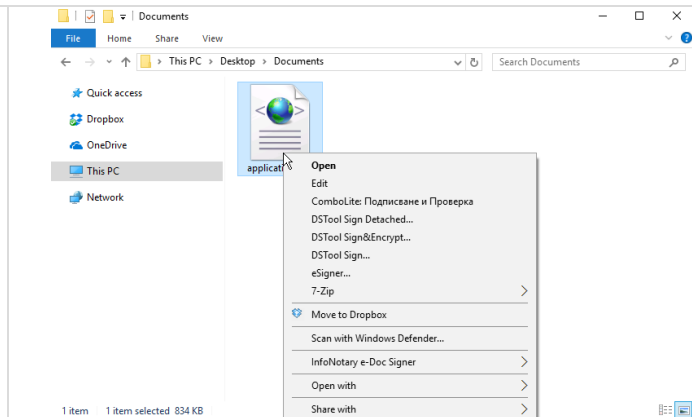 Documents
File Home Share View
This PC > Desktop > Documents
Search Documents
Quick access
Dropbox
OneDrive
This PC
Network
Open
Edit
ComboLite: Подписване и Проверка
DSTool Sign Detached...
DSTool Sign&Encrypt...
DSTool Sign...
eSigner...
7-Zip
Move to Dropbox
Scan with Windows Defender...
InfoNotary e-Doc Signer
Open with
Share with
1 item 1 item selected 834 KB